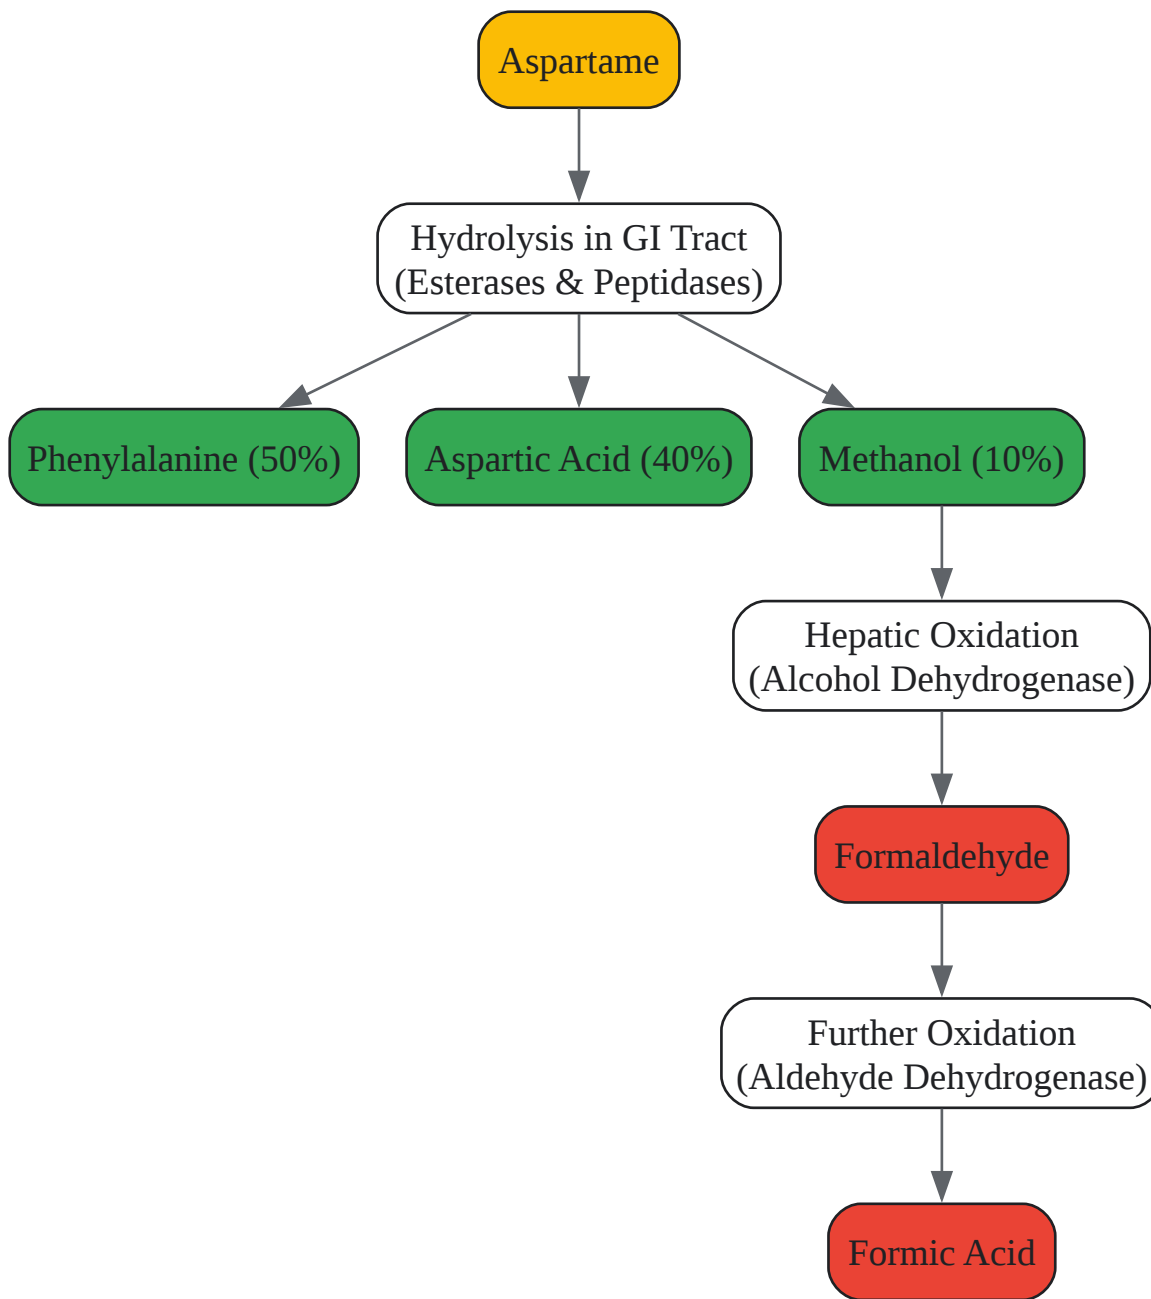 Aspartame
Hydrolysis in GI Tract
(Esterases & Peptidases)
Phenylalanine (50%)
Aspartic Acid (40%)
Methanol (10%)
Hepatic Oxidation
(Alcohol Dehydrogenase)
Formaldehyde
Further Oxidation
(Aldehyde Dehydrogenase)
Formic Acid